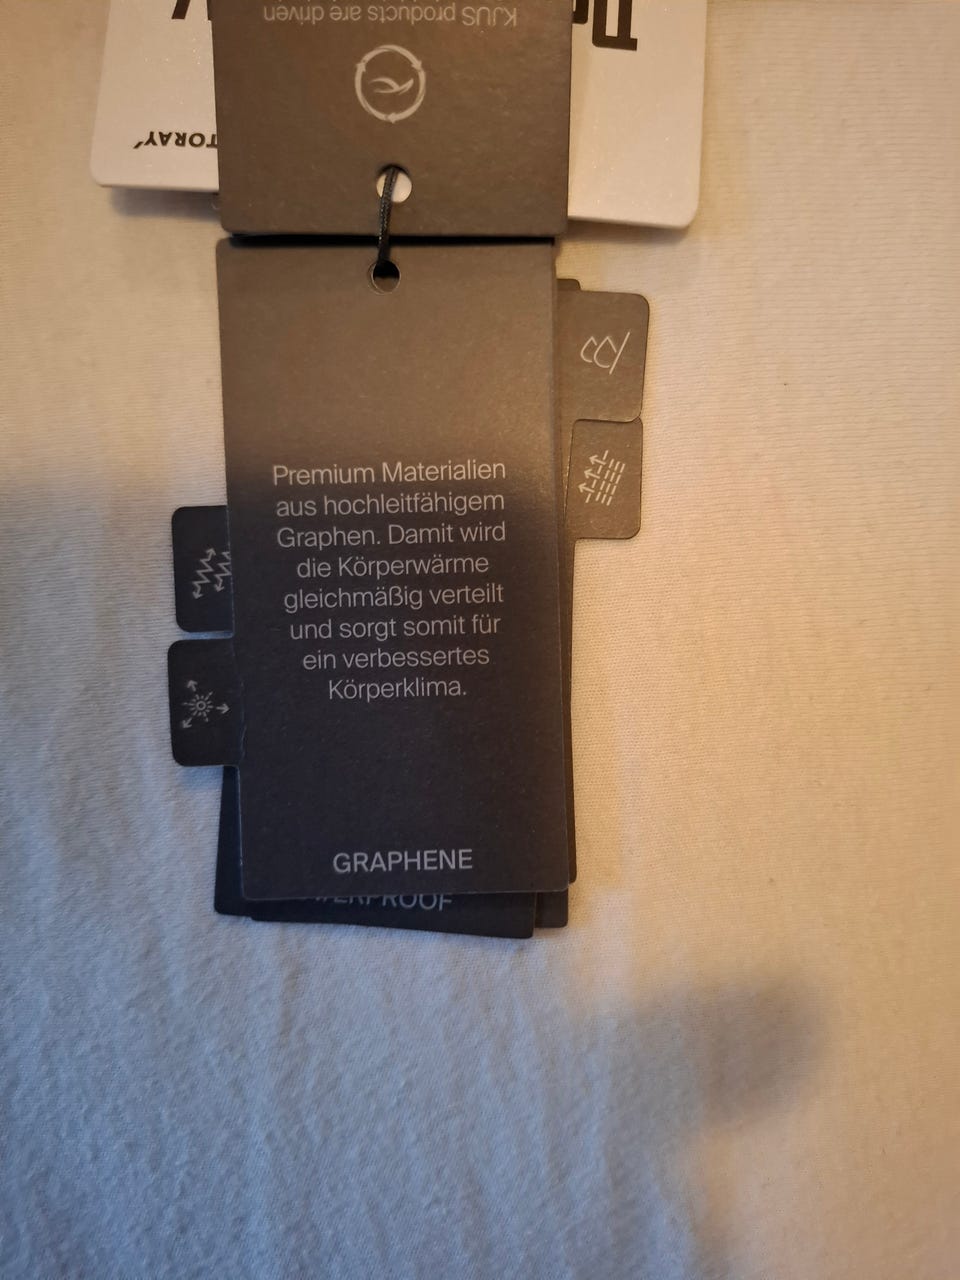 KJUS products are driven
TORAY
Premium Materialien
aus hochleitfähigem
Graphen. Damit wird
die Körperwärme
gleichmäßig verteilt
und sorgt somit für
ein verbessertes
Körperklima.
GRAPHENE